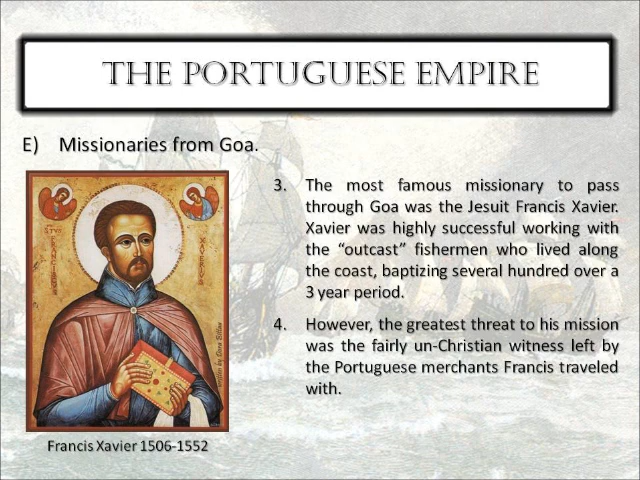 THE PORTUGUESE EMPIRE
E) Missionaries from Goa.
STVS
FRANCISCVS
XAVERIVS
3. The most famous missionary to pass
through Goa was the Jesuit Francis Xavier.
Xavier was highly successful working with
the “outcast” fishermen who lived along
the coast, baptizing several hundred over a
3 year period.
4. However, the greatest threat to his mission
was the fairly un-Christian witness left by
the Portuguese merchants Francis traveled
with.
Francis Xavier 1506-1552